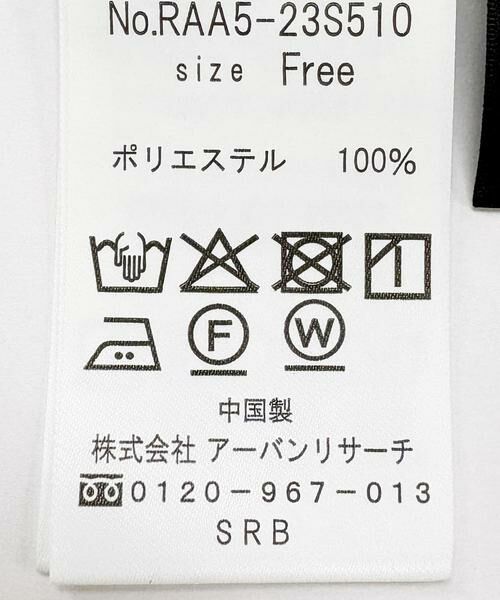 No.RAA5-23S510
size Free
ポリエステル 100%
F W
中国製
株式会社 アーバンリサーチ
0120-967-013
SRB